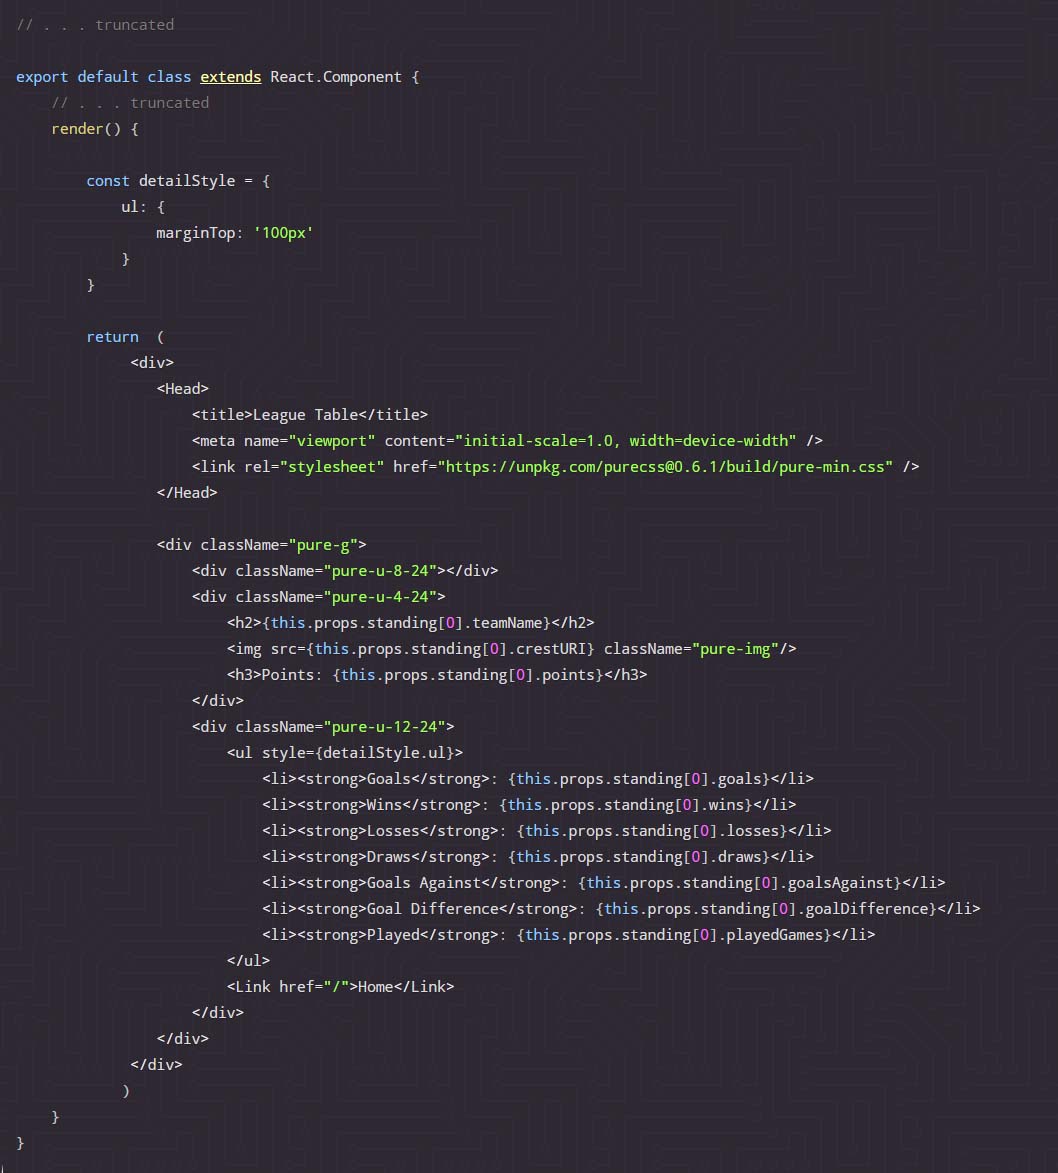 // . . . truncated
export default class extends React.Component {
// . . . truncated
render() {
const detailStyle = {
ul: {
marginTop: '100px'
}
}
return  (
<div>
<Head>
<title>League Table</title>
<meta name="viewport" content="initial-scale=1.0, width=device-width" />
<link rel="stylesheet" href="https://unpkg.com/purecss@0.6.1/build/pure-min.css" />
</Head>
<div className="pure-g">
<div className="pure-u-8-24"></div>
<div className="pure-u-4-24">
<h2>{this.props.standing[0].teamName}</h2>
<img src={this.props.standing[0].crestURI} className="pure-img"/>
<h3>Points: {this.props.standing[0].points}</h3>
</div>
<div className="pure-u-12-24">
<ul style={detailStyle.ul}>
<li><strong>Goals</strong>: {this.props.standing[0].goals}</li>
<li><strong>Wins</strong>: {this.props.standing[0].wins}</li>
<li><strong>Losses</strong>: {this.props.standing[0].losses}</li>
<li><strong>Draws</strong>: {this.props.standing[0].draws}</li>
<li><strong>Goals Against</strong>: {this.props.standing[0].goalsAgainst}</li>
<li><strong>Goal Difference</strong>: {this.props.standing[0].goalDifference}</li>
<li><strong>Played</strong>: {this.props.standing[0].playedGames}</li>
</ul>
<Link href="/">Home</Link>
</div>
</div>
</div>
)
}
}